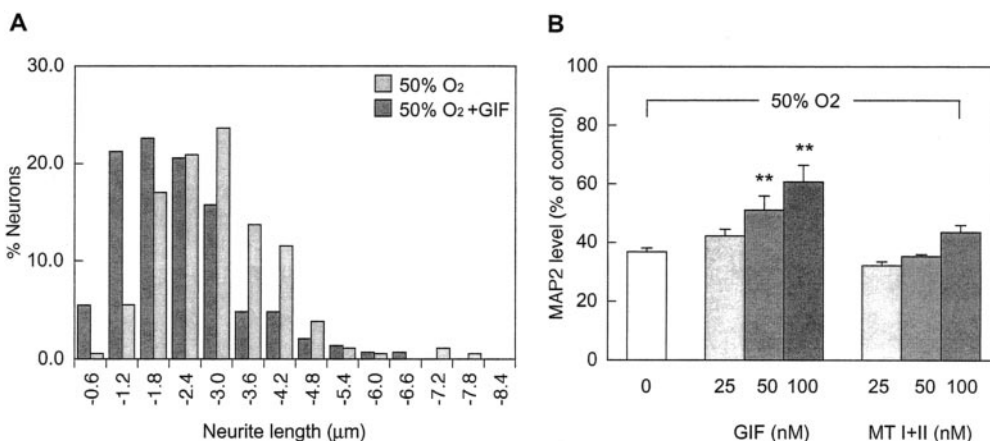 A
30.0
20.0
10.0
0.0
% Neurons
50% O2
50% O2 +GIF
-0.6
-1.2
-1.8
-2.4
-3.0
-3.6
-4.2
-4.8
-5.4
-6.0
-6.6
-7.2
-7.8
-8.4
Neurite length (μm)
B
100
80
60
40
20
0
MAP2 level (% of control)
50% O2
**
**
0
25 50 100
25 50 100
GIF (nM)
MT I+II (nM)